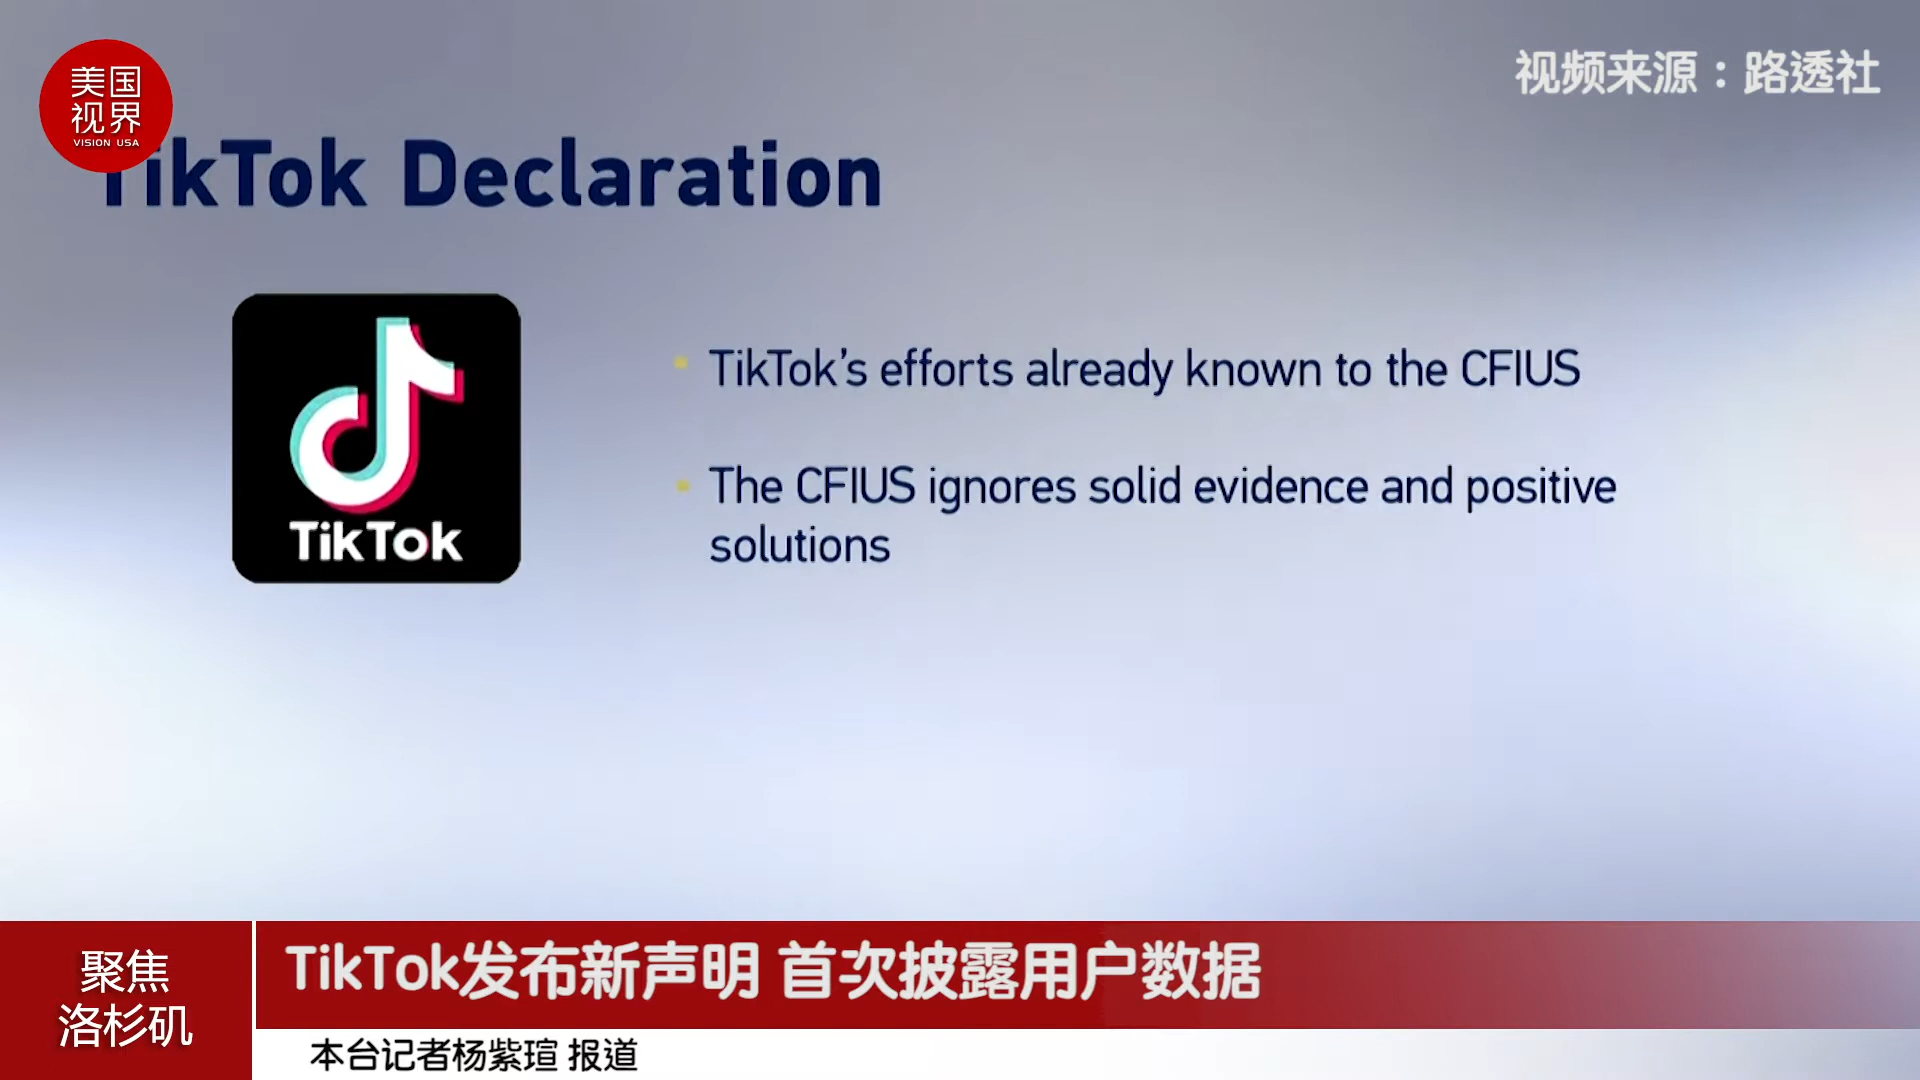 美国
视界
VISION USA
视频来源：路透社
TikTok Declaration
TikTok
TikTok’s efforts already known to the CFIUS
The CFIUS ignores solid evidence and positive
solutions
聚焦
洛杉矶
TikTok发布新声明 首次披露用户数据
本台记者杨紫瑄 报道